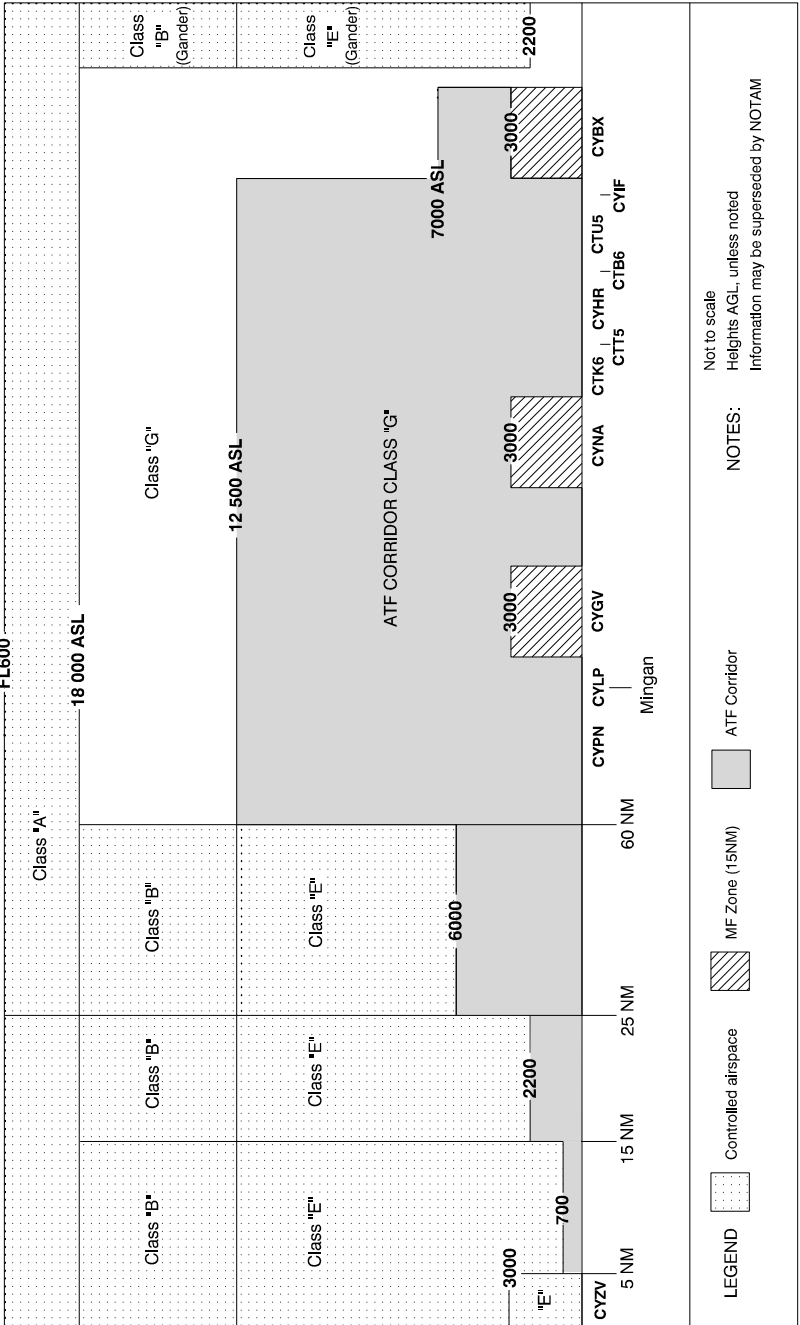 FL600
Class "A"
18 000 ASL
Class "B"
Class "B"
Class "B"
Class "G"
Class
"B"
(Gander)
12 500 ASL
Class "E"
Class "E"
Class "E"
ATF CORRIDOR CLASS "G"
Class
"E"
(Gander)
7000 ASL
6000
3000
700
2200
3000
3000
3000
2200
"E"
CYZV
CYPN
CYLP
CYGV
CYNA
CTK6
CYHR
CTU5
CYBX
CTT5
CTB6
CYIF
5 NM
15 NM
25 NM
60 NM
Mingan
LEGEND
Controlled airspace
MF Zone (15NM)
ATF Corridor
NOTES:
Not to scale
Heights AGL, unless noted
Information may be superseded by NOTAM